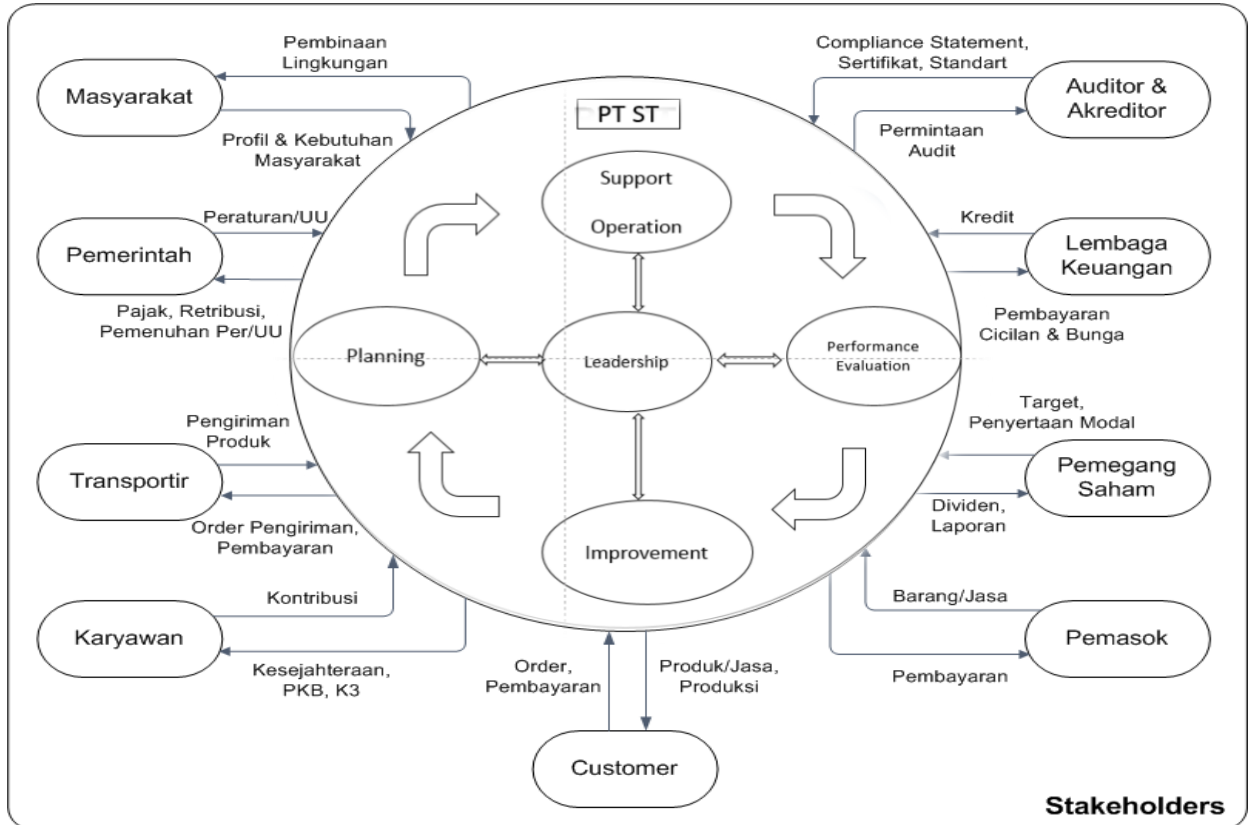 Pembinaan
Lingkungan
Masyarakat
Profil & Kebutuhan
Masyarakat
Peraturan/UU
Pemerintah
Pajak, Retribusi,
Pemenuhan Per/UU
Pengiriman
Produk
Transportir
Order Pengiriman,
Pembayaran
Kontribusi
Karyawan
Kesejahteraan,
PKB, K3
PT ST
Support
Operation
Planning
Leadership
Performance
Evaluation
Improvement
Order,
Pembayaran
Produk/Jasa,
Produksi
Customer
Compliance Statement,
Sertifikat, Standart
Auditor &
Akreditor
Permintaan
Audit
Kredit
Lembaga
Keuangan
Pembayaran
Cicilan & Bunga
Target,
Penyertaan Modal
Pemegang
Saham
Dividen,
Laporan
Barang/Jasa
Pemasok
Pembayaran
Stakeholders